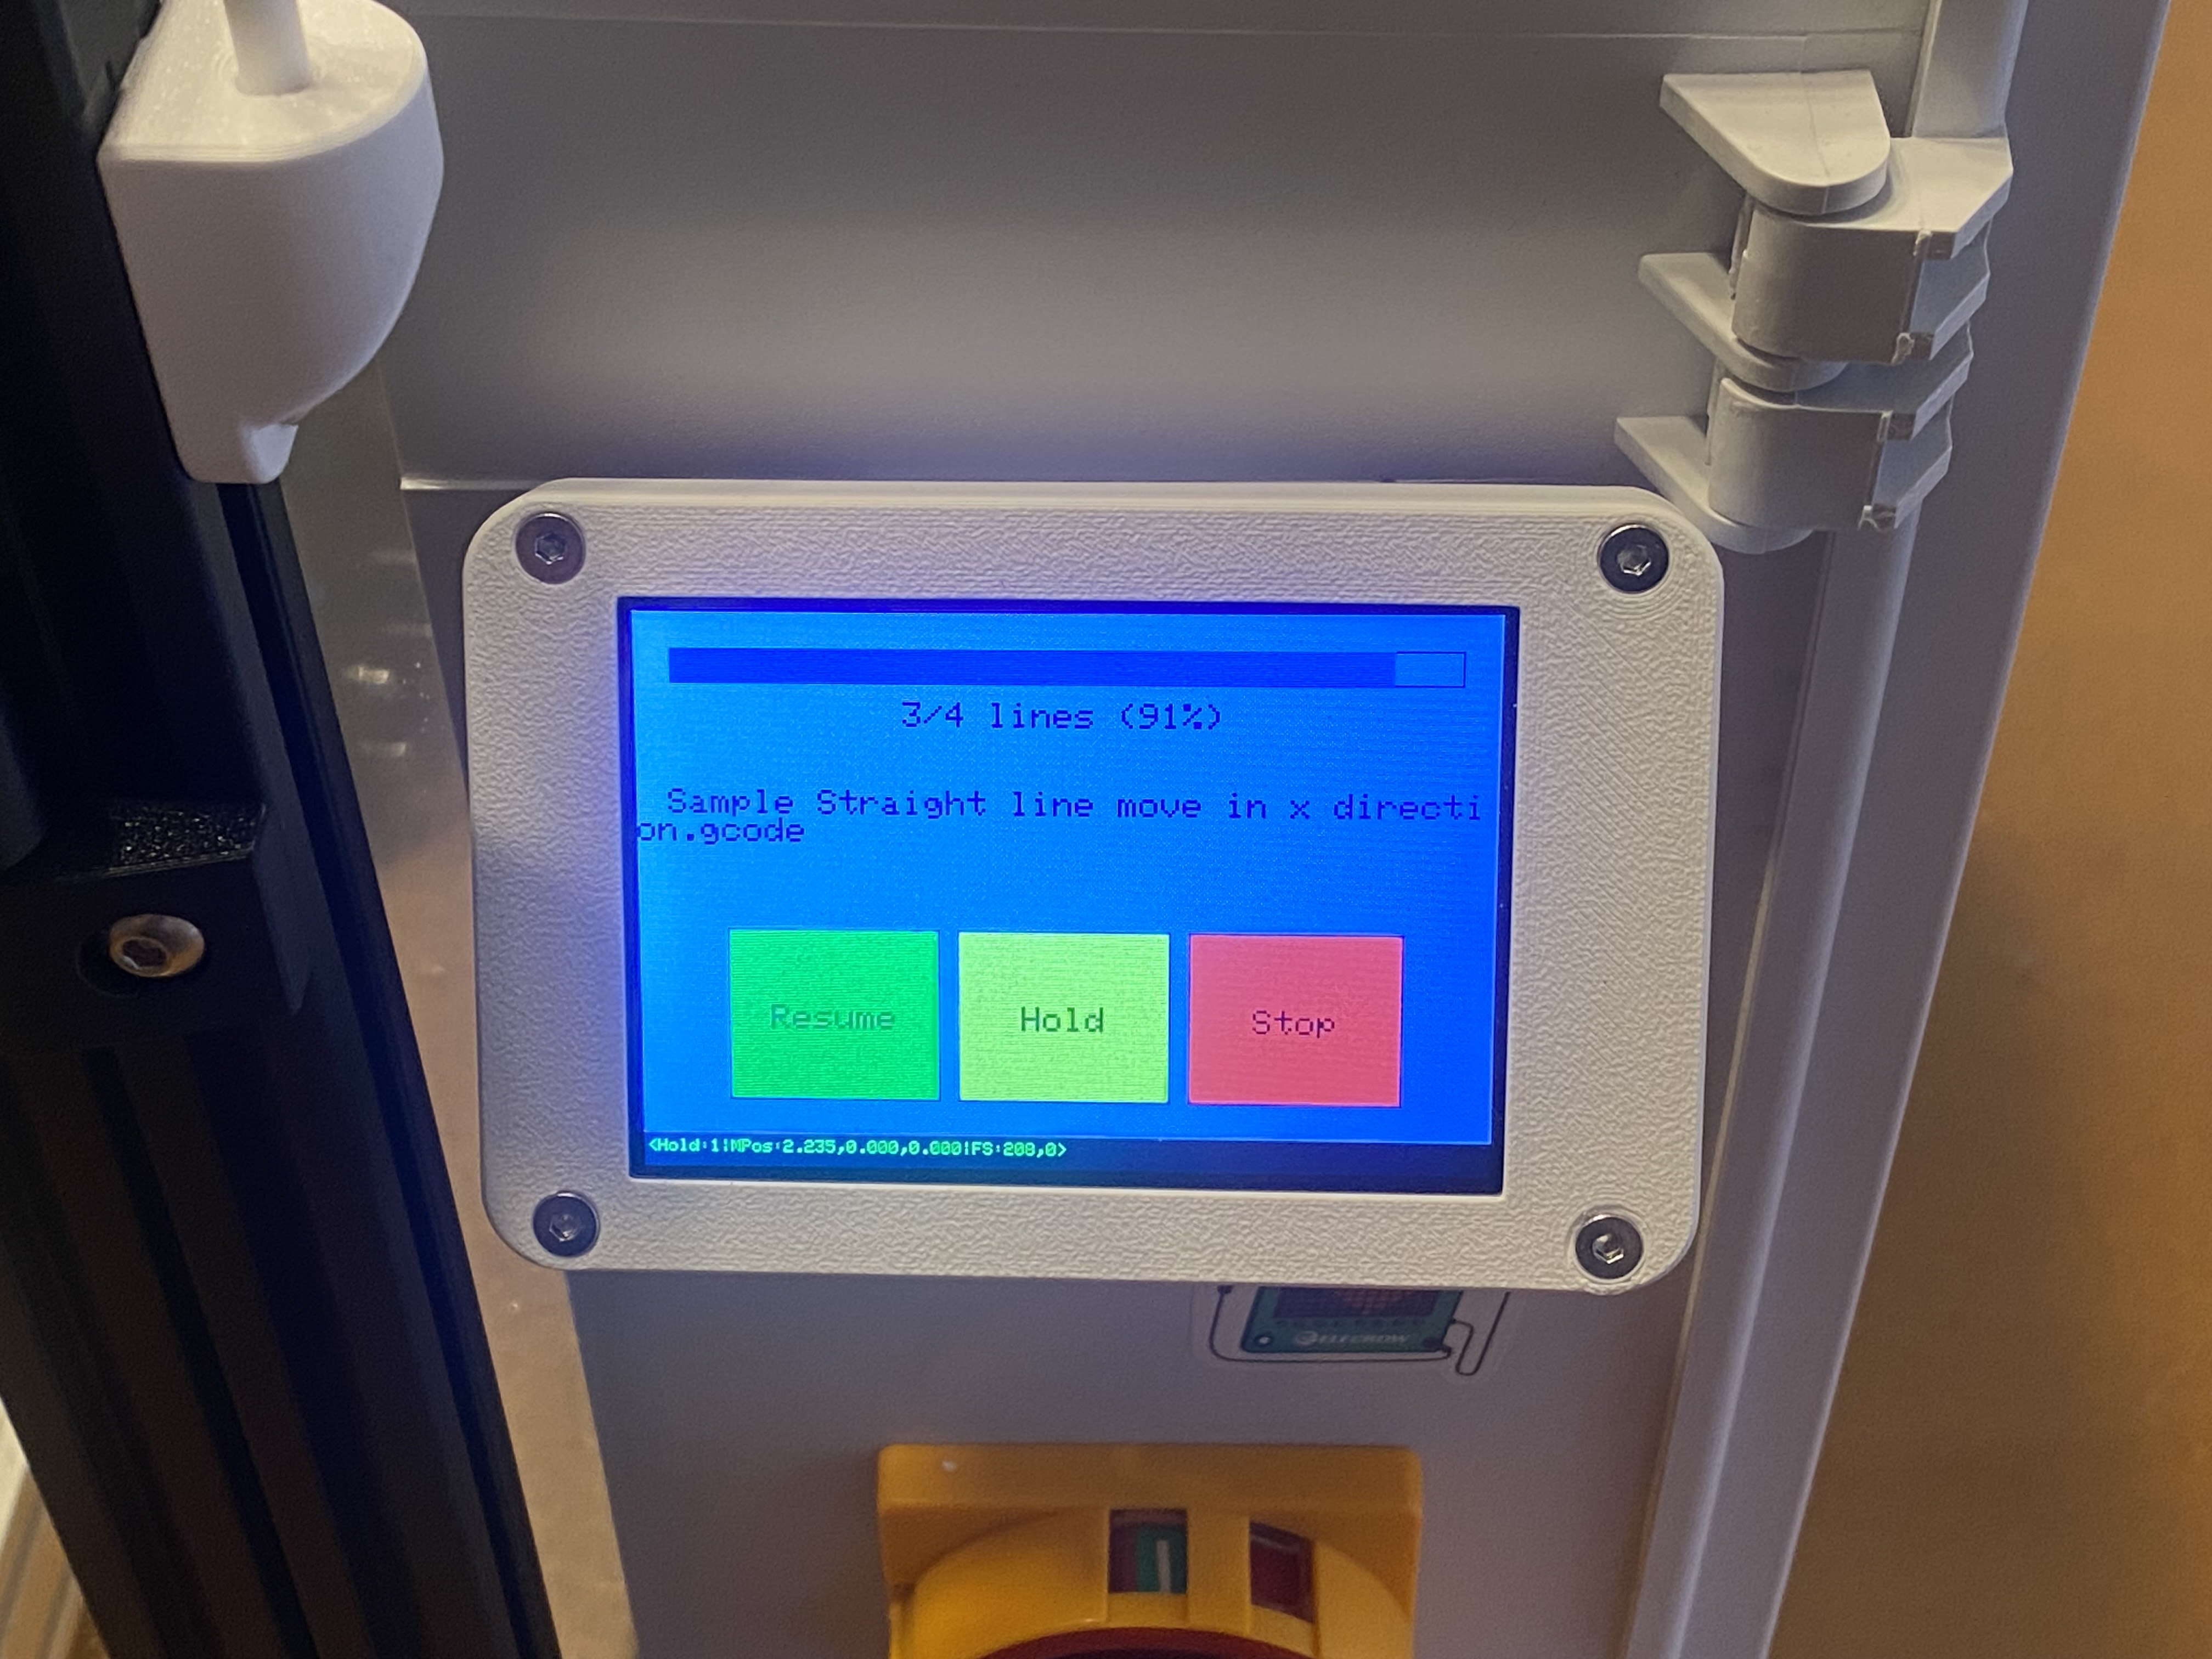 3/4 lines (91%)
Sample Straight line move in x directi
on.gcode
Resume
Hold
Stop
<Hold:1|MPos:2.235,0.000,0.000|FS:208,0>
ELECROW